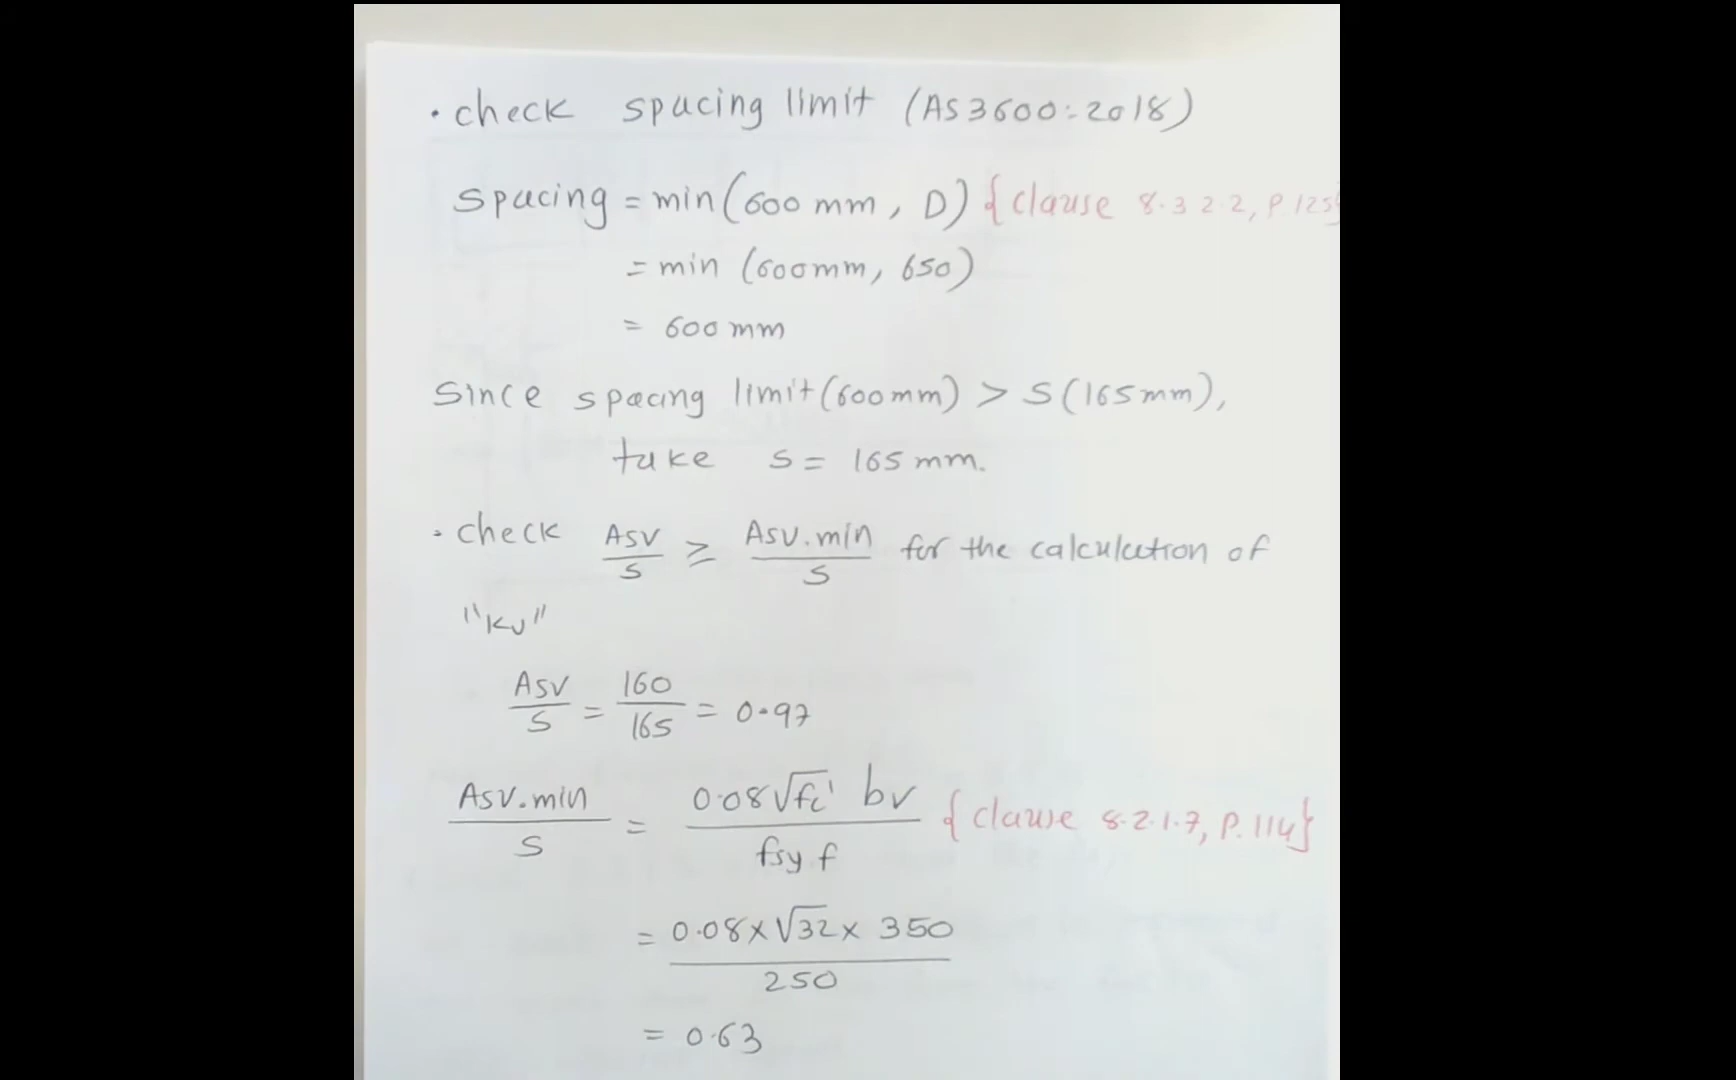 • check spacing limit (AS3600:2018)
spacing = min(600 mm, D) {clause 8.3 2.2, P.125
= min (600mm, 650)
= 600 mm
Since spacing limit(600mm) > S(165mm),
take S = 165 mm.
• check Asv/S ≥ Asv.min/S for the calculation of
"Kv"
Asv/S = 160/165 = 0.97
Asv.min/S = 0.08√fc' bv/fsy.f {clause 8.2.1.7, P.114}
= 0.08×√32× 350/250
= 0.63